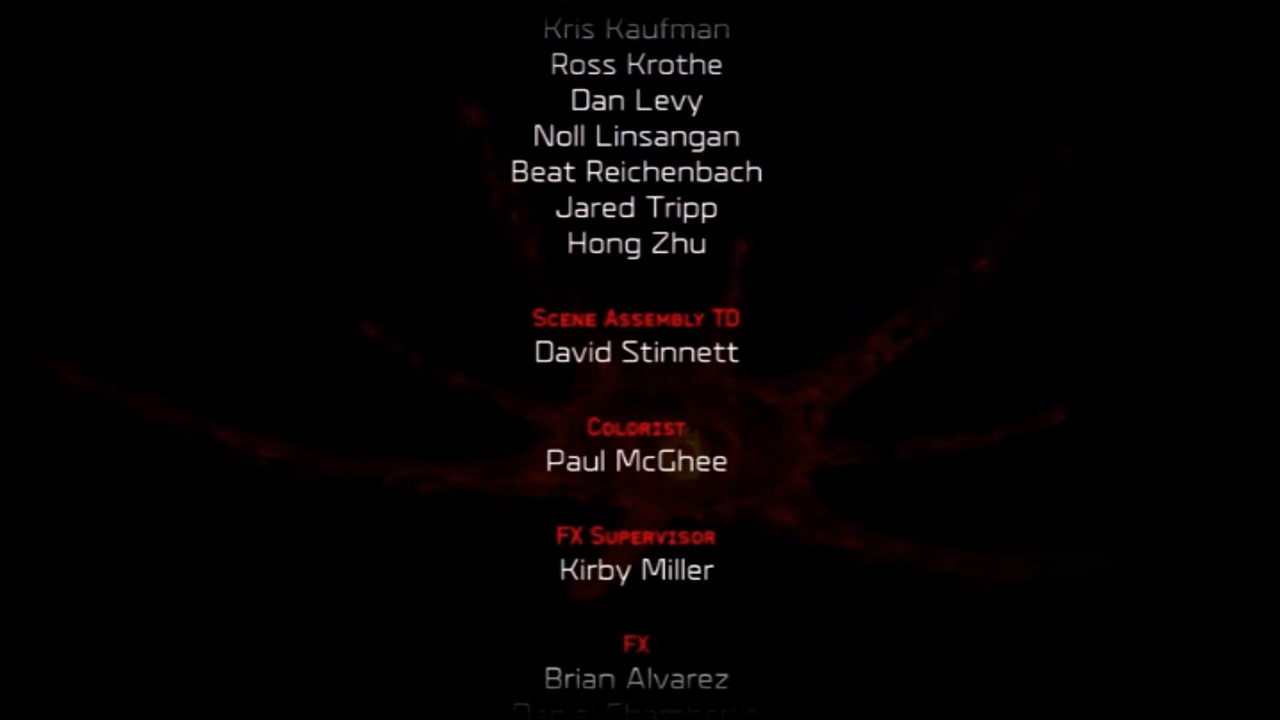 Kris Kaufman
Ross Krothe
Dan Levy
Noll Linsangan
Beat Reichenbach
Jared Tripp
Hong Zhu
Scene Assembly TD
David Stinnett
Colorist
Paul McGhee
FX Supervisor
Kirby Miller
FX
Brian Alvarez